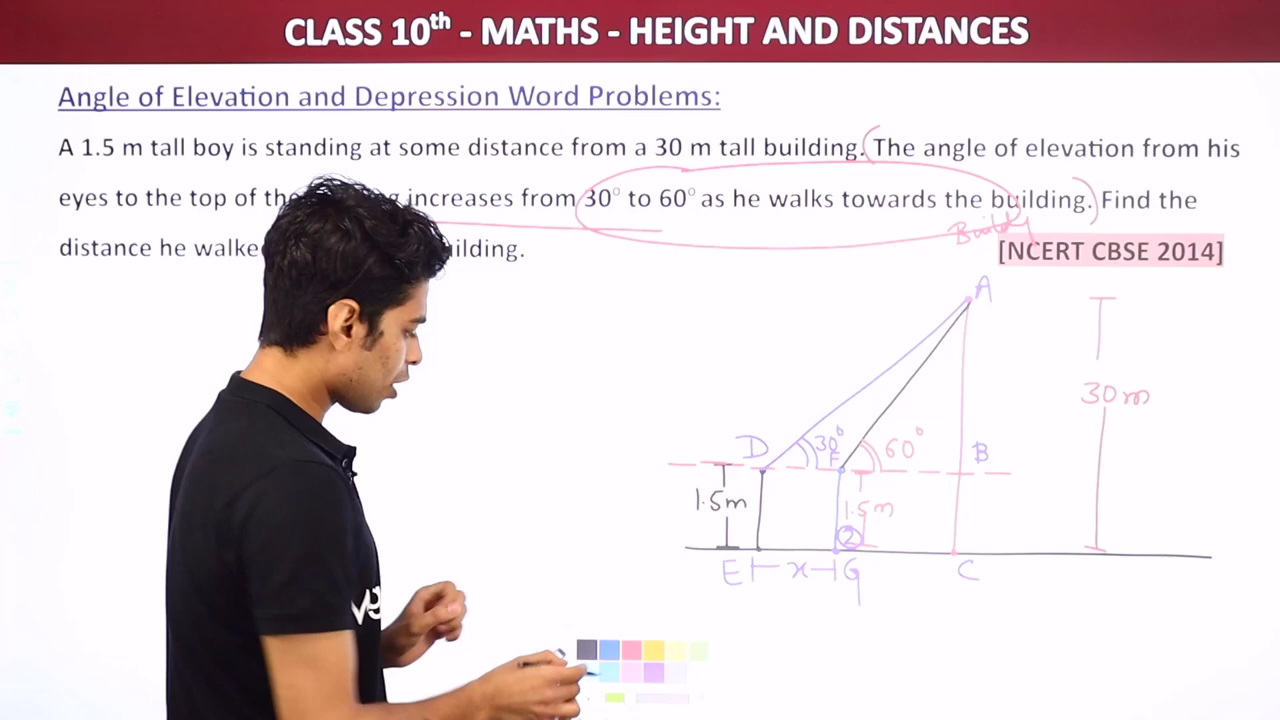 CLASS 10th - MATHS - HEIGHT AND DISTANCES
Angle of Elevation and Depression Word Problems:
A 1.5 m tall boy is standing at some distance from a 30 m tall building. The angle of elevation from his
eyes to the top of th increases from 30° to 60° as he walks towards the building. Find the
distance he walke ilding.
[NCERT CBSE 2014]
A
30 m
D 30° F 60° B
1.5m 1.5m
2
E x G C